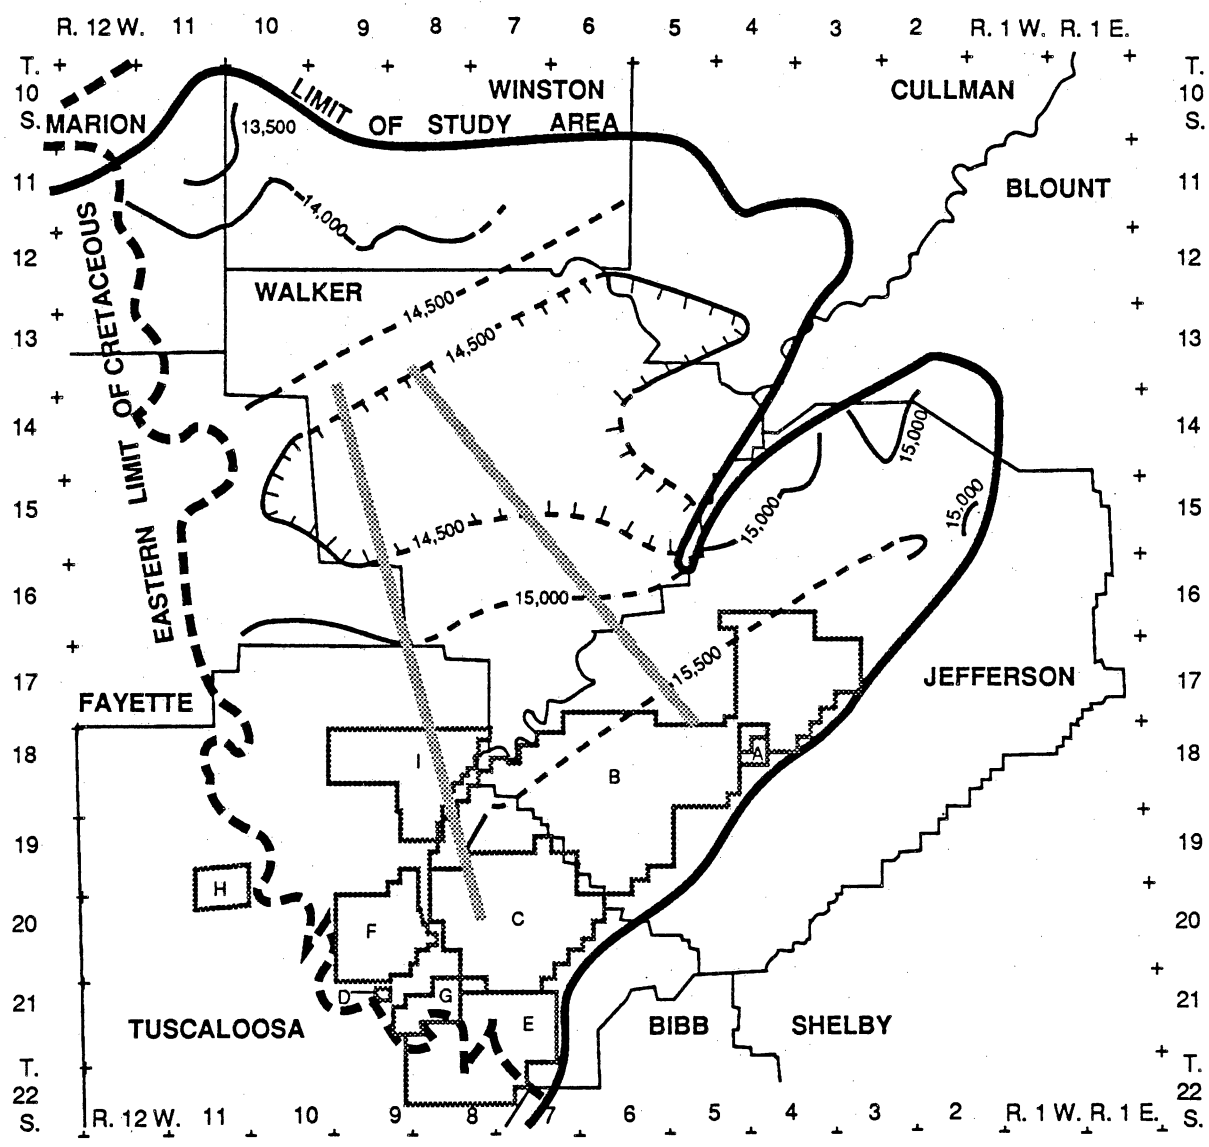 R. 12 W. 11 10 9 8 7 6 5 4 3 2 R. 1 W. R. 1 E.
T. 10 S.
T. 10 S.
WINSTON
CULLMAN
MARION
LIMIT OF STUDY AREA
13,500
11
11
BLOUNT
14,000
12
12
WALKER
14,500
13
13
14,500
EASTERN LIMIT OF CRETACEOUS
14
14
15,000
15
15
15,000
15,000
14,500
16
16
15,000
15,500
17
17
FAYETTE
JEFFERSON
18
18
I
B
A
19
19
H
20
20
F
C
D
G
21
21
TUSCALOOSA
E
BIBB
SHELBY
T. 22 S.
T. 22 S.
R. 12 W. 11 10 9 8 7 6 5 4 3 2 R. 1 W. R. 1 E.